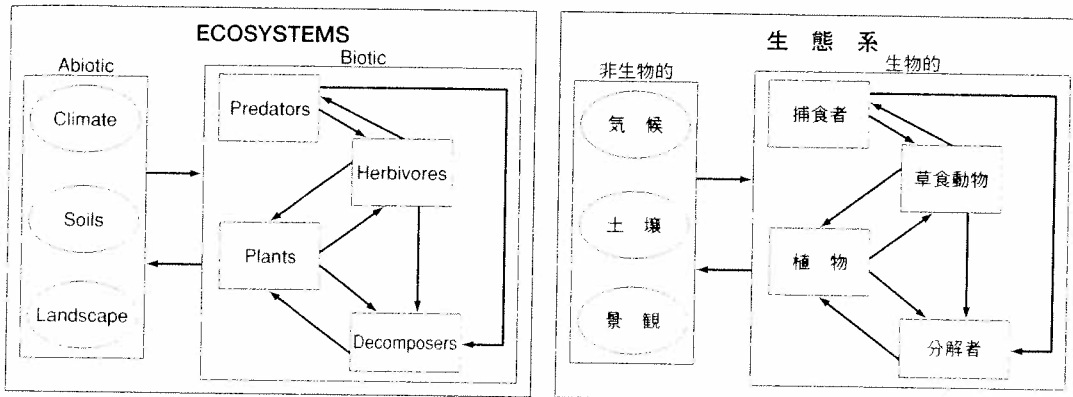 ECOSYSTEMS
Abiotic
Biotic
Climate
Soils
Landscape
Predators
Herbivores
Plants
Decomposers
生態系
非生物的
生物的
気候
土壌
景観
捕食者
草食動物
植物
分解者